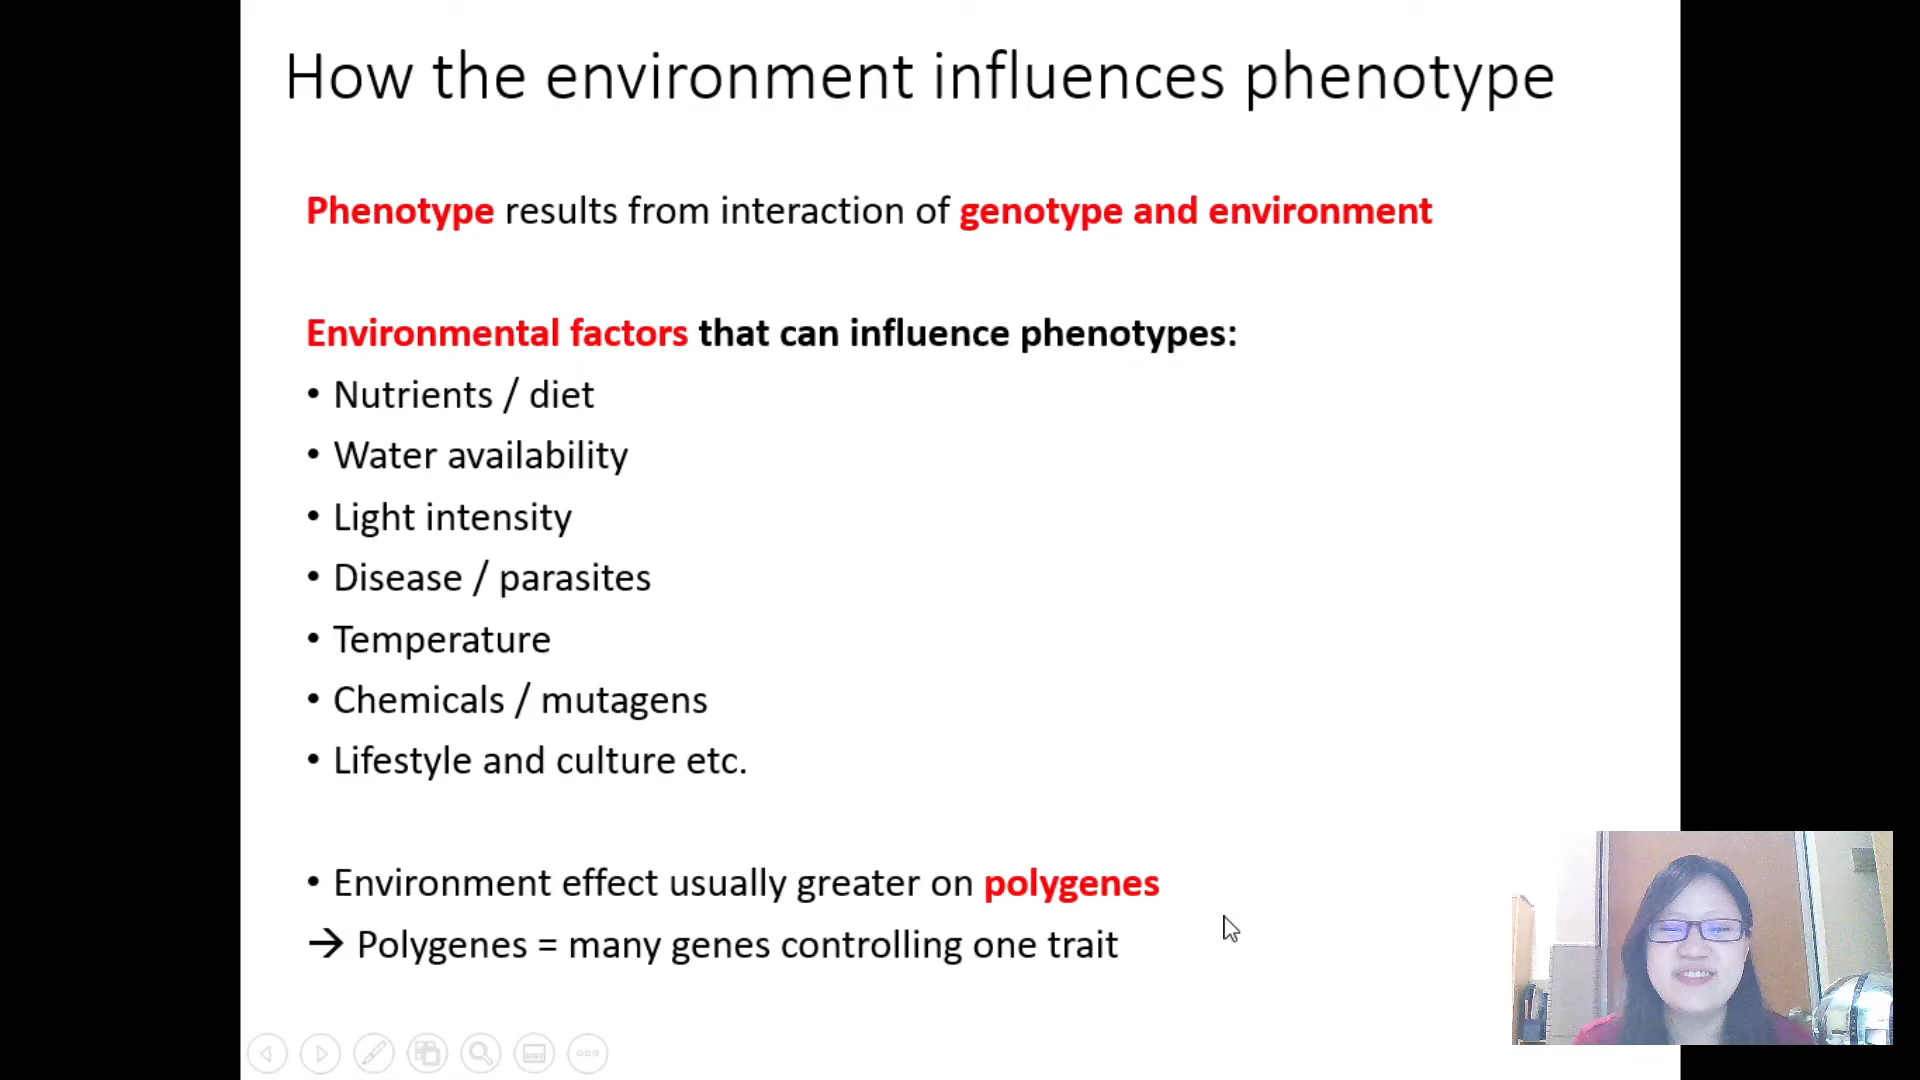 How the environment influences phenotype
Phenotype results from interaction of genotype and environment
Environmental factors that can influence phenotypes:
• Nutrients / diet
• Water availability
• Light intensity
• Disease / parasites
• Temperature
• Chemicals / mutagens
• Lifestyle and culture etc.
• Environment effect usually greater on polygenes
→ Polygenes = many genes controlling one trait